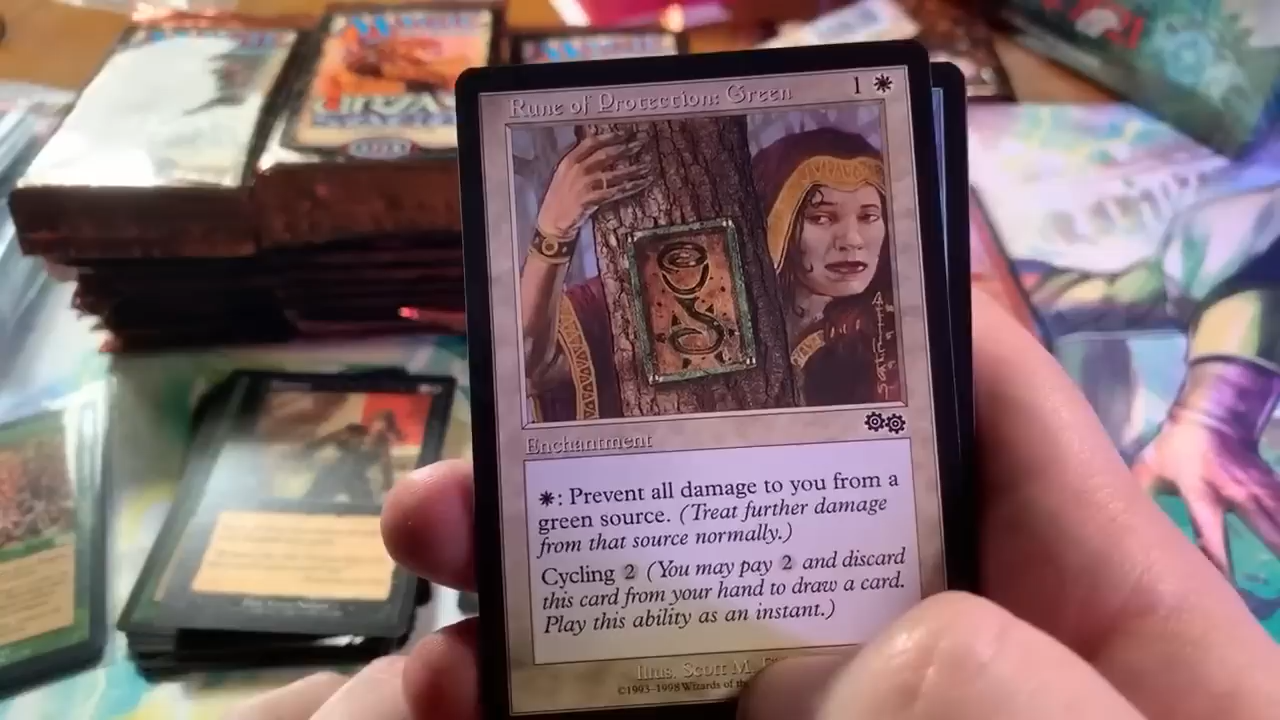 MAGIC
URZA'S
Rune of Protection: Green
1
Enchantment
: Prevent all damage to you from a
green source. (Treat further damage
from that source normally.)
Cycling 2 (You may pay 2 and discard
this card from your hand to draw a card.
Play this ability as an instant.)
Illus. Scott M.
©1993-1998 Wizards of the